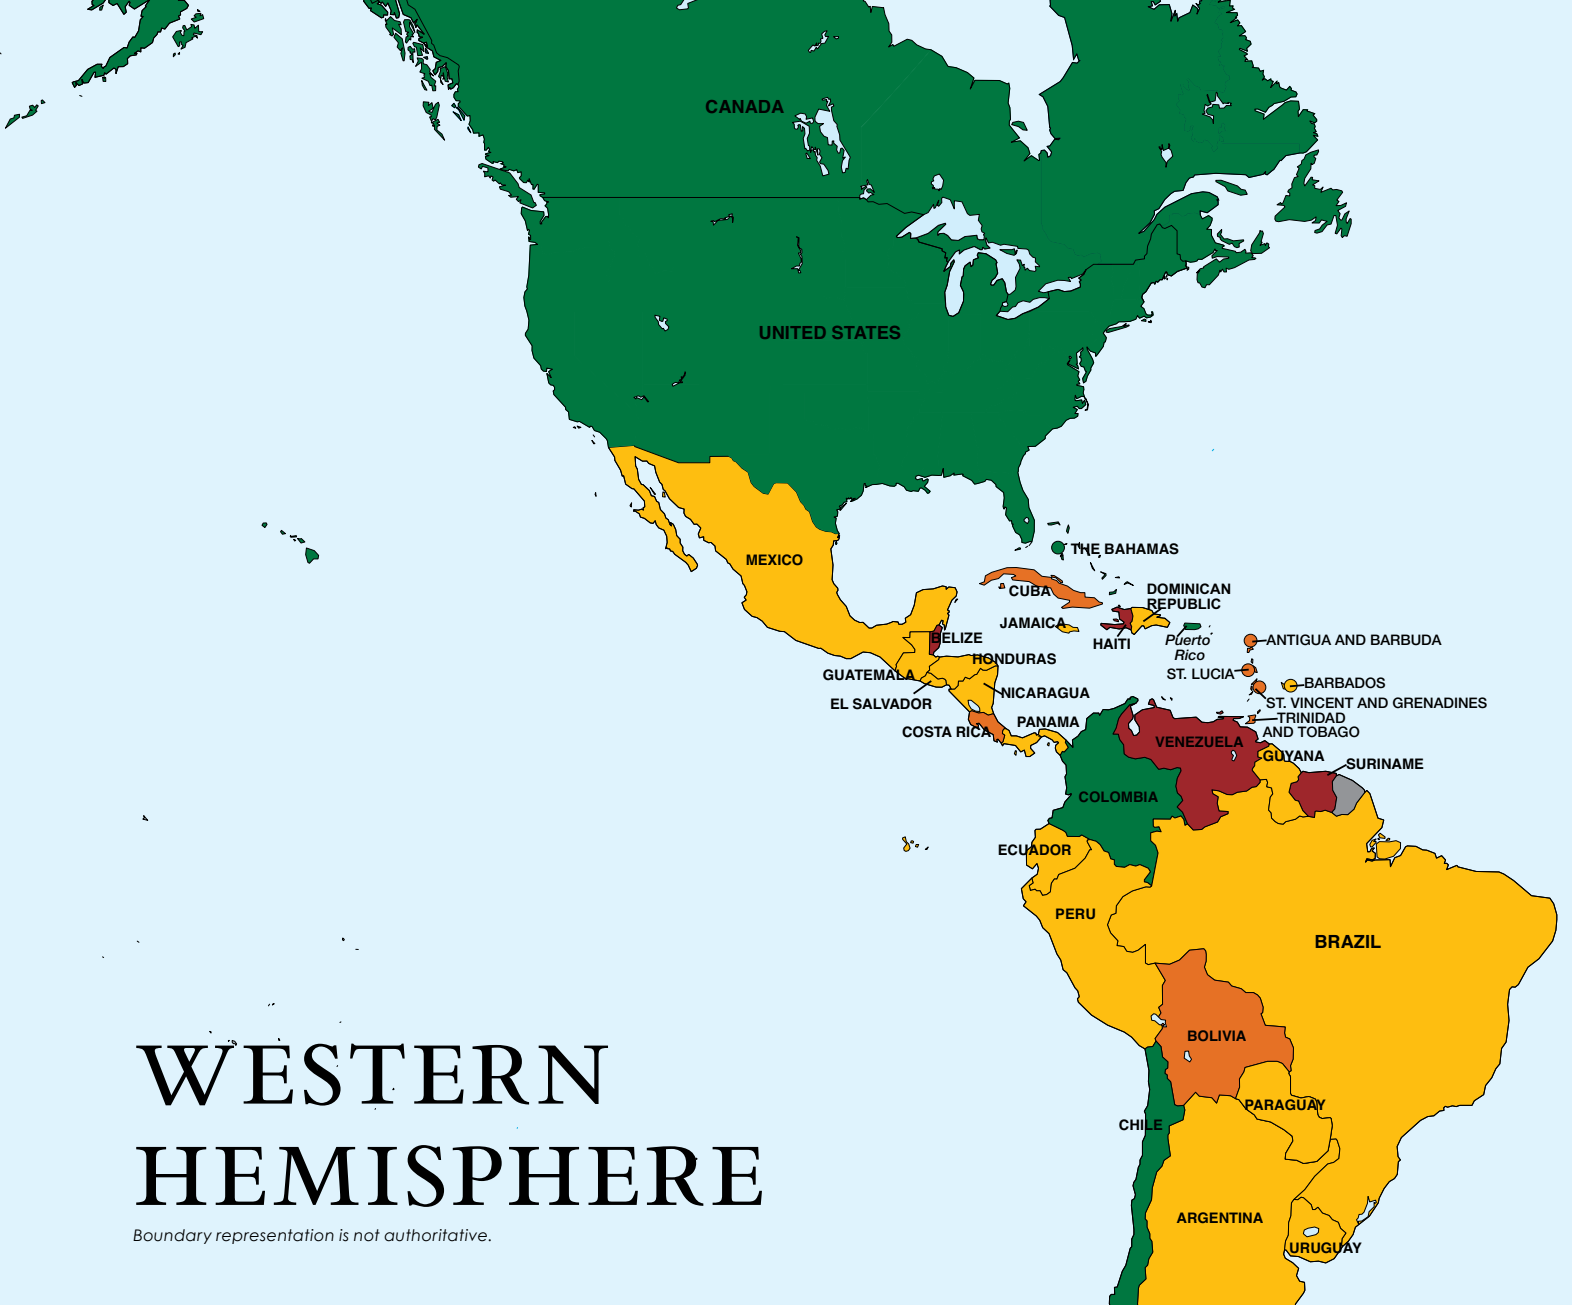 CANADA
UNITED STATES
MEXICO
THE BAHAMAS
CUBA
DOMINICAN
REPUBLIC
JAMAICA
HAITI
Puerto
Rico
BELIZE
ANTIGUA AND BARBUDA
HONDURAS
GUATEMALA
ST. LUCIA
BARBADOS
EL SALVADOR
NICARAGUA
ST. VINCENT AND GRENADINES
COSTA RICA
PANAMA
TRINIDAD
AND TOBAGO
VENEZUELA
GUYANA
SURINAME
COLOMBIA
ECUADOR
PERU
BRAZIL
BOLIVIA
PARAGUAY
CHILE
ARGENTINA
URUGUAY
WESTERN
HEMISPHERE
Boundary representation is not authoritative.